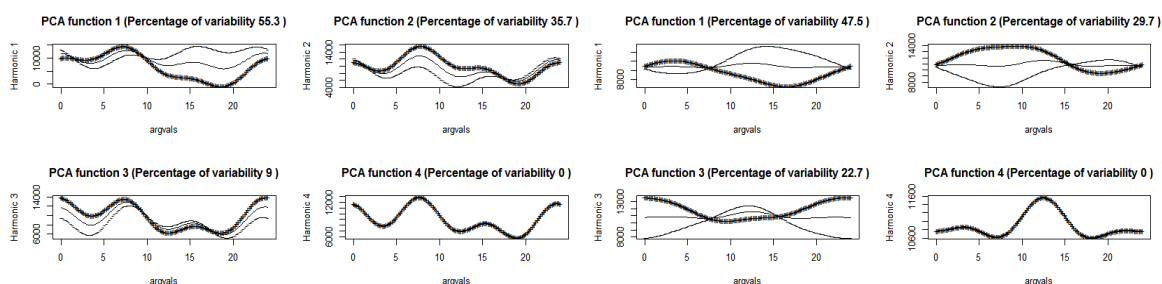 PCA function 1 (Percentage of variability 55.3 )
Harmonic 1
0 10000
0 5 10 15 20
argvals
PCA function 2 (Percentage of variability 35.7 )
Harmonic 2
4000 14000
0 5 10 15 20
argvals
PCA function 1 (Percentage of variability 47.5 )
Harmonic 1
8000
0 5 10 15 20
argvals
PCA function 2 (Percentage of variability 29.7 )
Harmonic 2
8000 14000
0 5 10 15 20
argvals
PCA function 3 (Percentage of variability 9 )
Harmonic 3
6000 14000
0 5 10 15 20
argvals
PCA function 4 (Percentage of variability 0 )
Harmonic 4
6000 12000
0 5 10 15 20
argvals
PCA function 3 (Percentage of variability 22.7 )
Harmonic 3
8000 13000
0 5 10 15 20
argvals
PCA function 4 (Percentage of variability 0 )
Harmonic 4
10600 11600
0 5 10 15 20
argvals